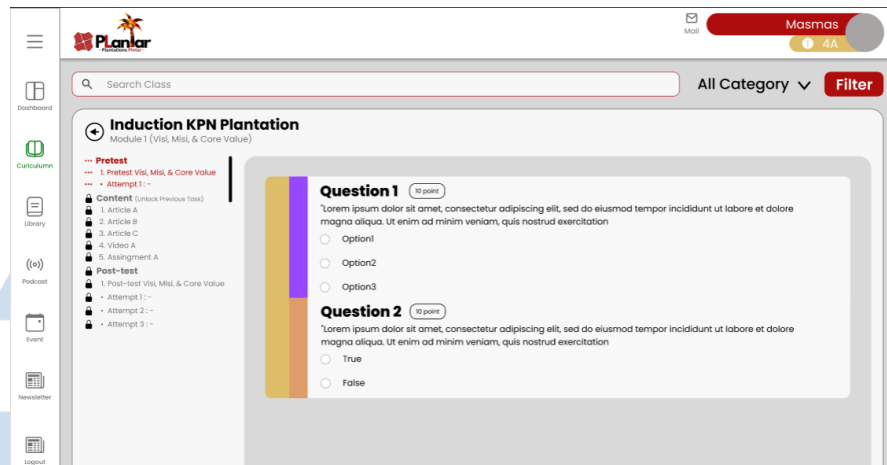 PLantar
- Plantations Pintar -
Mail
Masmas
4A
Search Class
All Category
Filter
Dashboard
Curiculumn
Library
Podcast
Event
Newsletter
Logout
Induction KPN Plantation
Module 1 (Visi, Misi, & Core Value)
Pretest
1. Pretest Visi, Misi, & Core Value
• Attempt 1 : -
Content (Unlock Previous Task)
1. Article A
2. Article B
3. Article C
4. Video A
5. Assingment A
Post-test
1. Post-test Visi, Misi, & Core Value
• Attempt 1 : -
• Attempt 2 : -
• Attempt 3 : -
Question 1 10 point
"Lorem ipsum dolor sit amet, consectetur adipiscing elit, sed do eiusmod tempor incididunt ut labore et dolore
magna aliqua. Ut enim ad minim veniam, quis nostrud exercitation
Option1
Option2
Option3
Question 2 10 point
"Lorem ipsum dolor sit amet, consectetur adipiscing elit, sed do eiusmod tempor incididunt ut labore et dolore
magna aliqua. Ut enim ad minim veniam, quis nostrud exercitation
True
False